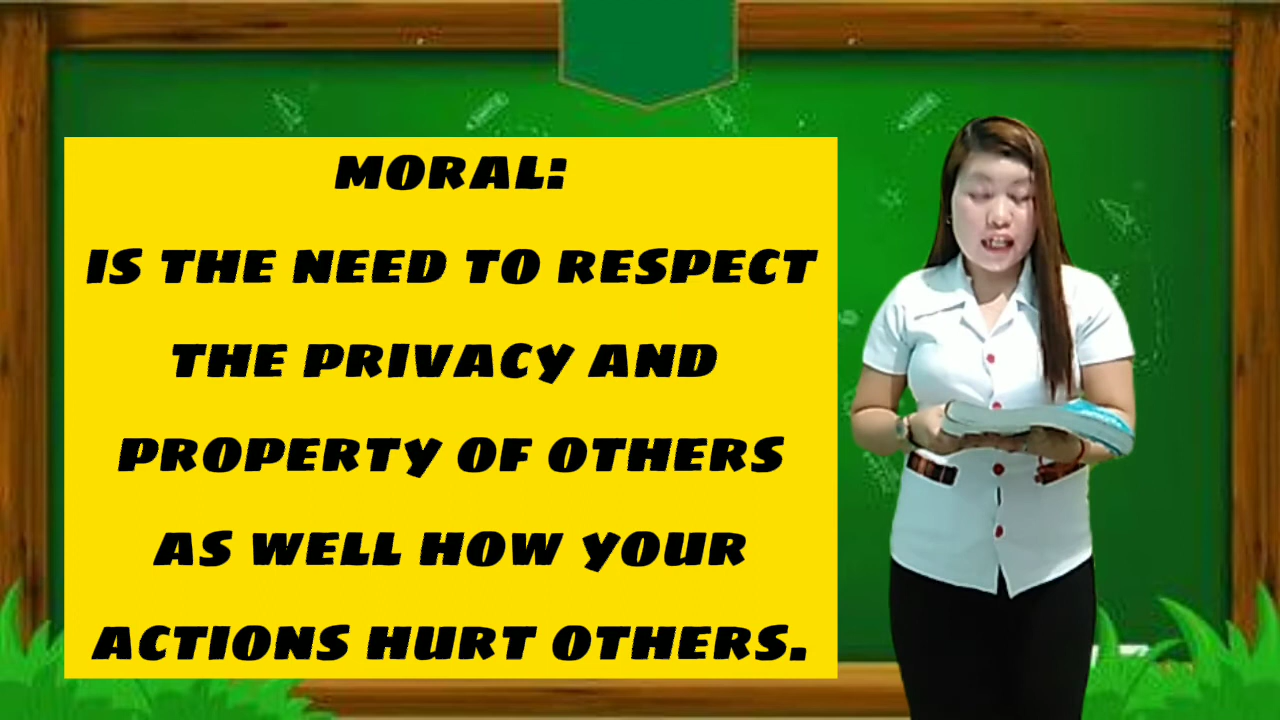 MORAL:
IS THE NEED TO RESPECT
THE PRIVACY AND
PROPERTY OF OTHERS
AS WELL HOW YOUR
ACTIONS HURT OTHERS.